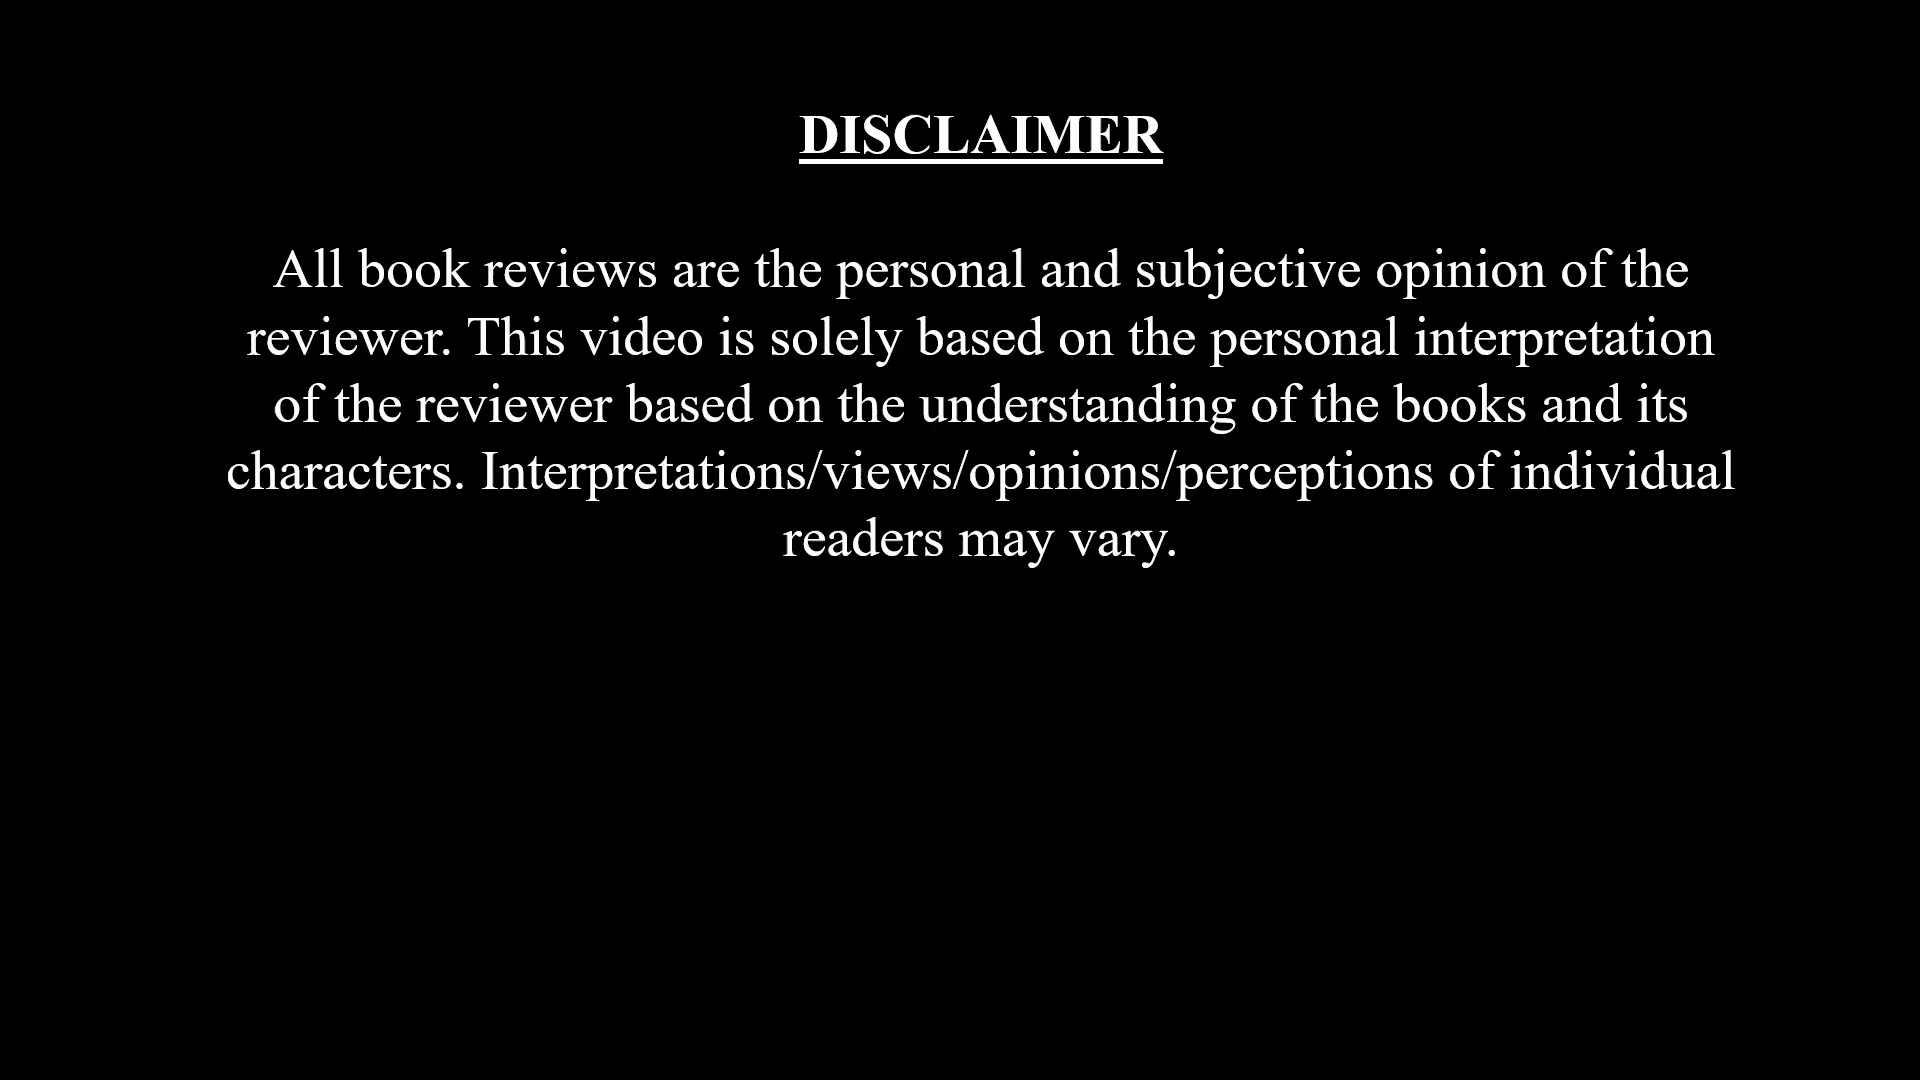 DISCLAIMER
All book reviews are the personal and subjective opinion of the
reviewer. This video is solely based on the personal interpretation
of the reviewer based on the understanding of the books and its
characters. Interpretations/views/opinions/perceptions of individual
readers may vary.